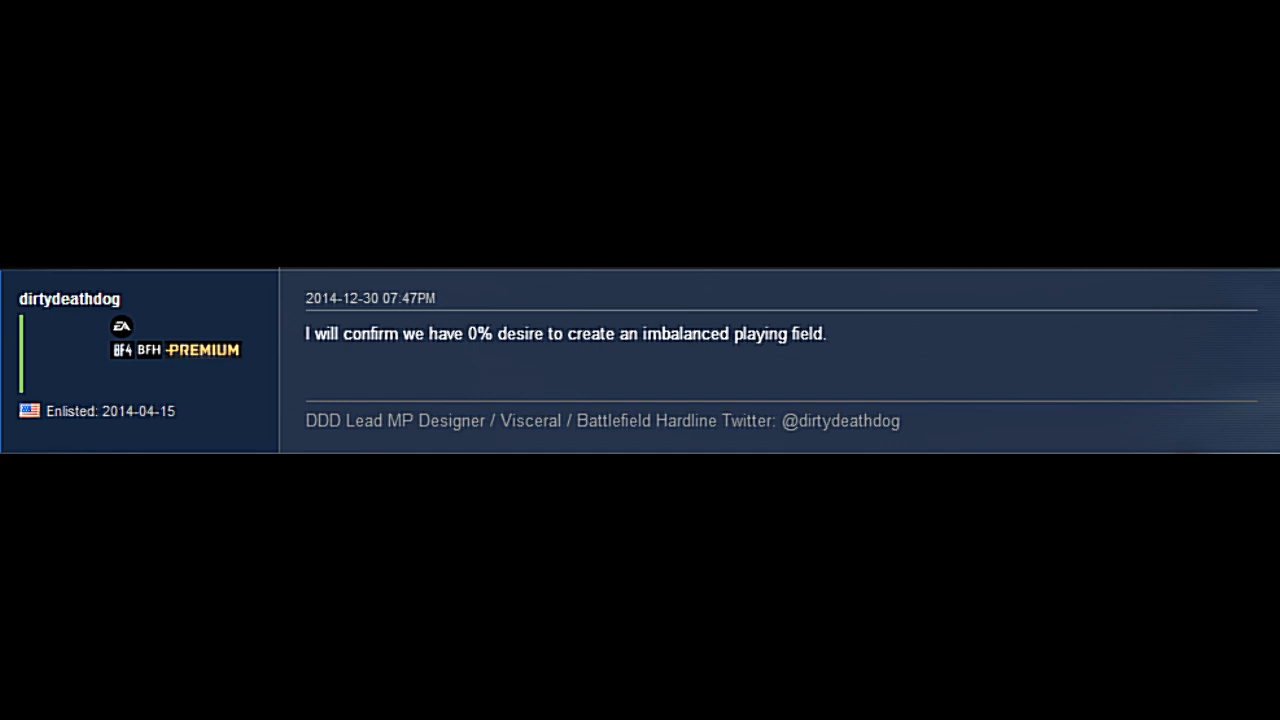 dirtydeathdog
EA
BF4 BFH PREMIUM
Enlisted: 2014-04-15
2014-12-30 07:47PM
I will confirm we have 0% desire to create an imbalanced playing field.
DDD Lead MP Designer / Visceral / Battlefield Hardline Twitter: @dirtydeathdog